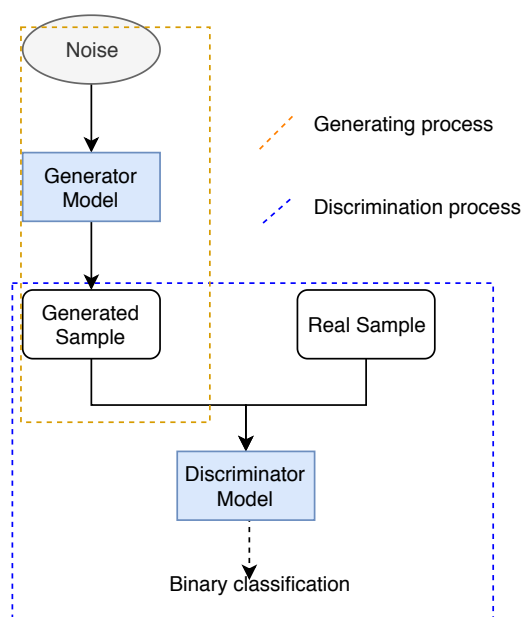 Noise
Generating process
Generator
Model
Discrimination process
Generated
Sample
Real Sample
Discriminator
Model
Binary classification